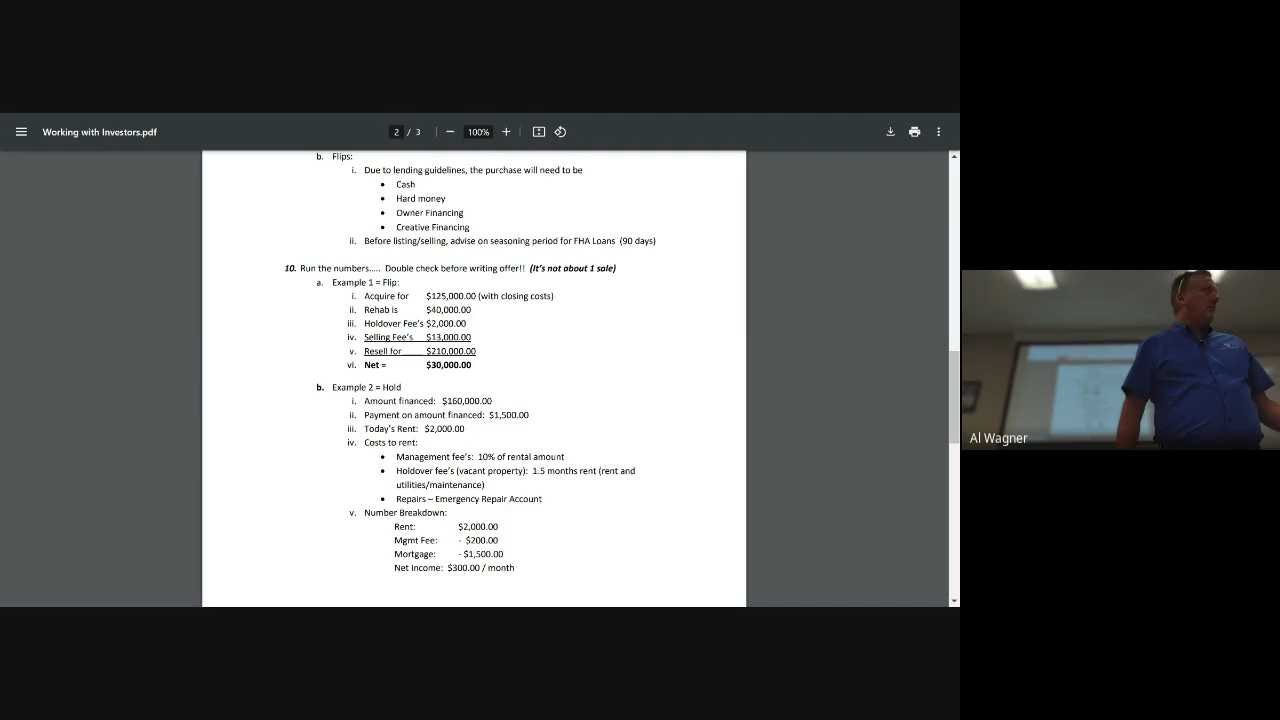 Working with Investors.pdf
2 / 3
100%
b. Flips:
i. Due to lending guidelines, the purchase will need to be
• Cash
• Hard money
• Owner Financing
• Creative Financing
ii. Before listing/selling, advise on seasoning period for FHA Loans (90 days)
10. Run the numbers..... Double check before writing offer!! (It's not about 1 sale)
a. Example 1 = Flip:
i. Acquire for $125,000.00 (with closing costs)
ii. Rehab is $40,000.00
iii. Holdover Fee's $2,000.00
iv. Selling Fee's $13,000.00
v. Resell for $210,000.00
vi. Net = $30,000.00
b. Example 2 = Hold
i. Amount financed: $160,000.00
ii. Payment on amount financed: $1,500.00
iii. Today's Rent: $2,000.00
iv. Costs to rent:
• Management fee's: 10% of rental amount
• Holdover fee's (vacant property): 1.5 months rent (rent and
utilities/maintenance)
• Repairs – Emergency Repair Account
v. Number Breakdown:
Rent: $2,000.00
Mgmt Fee: - $200.00
Mortgage: - $1,500.00
Net Income: $300.00 / month
Al Wagner